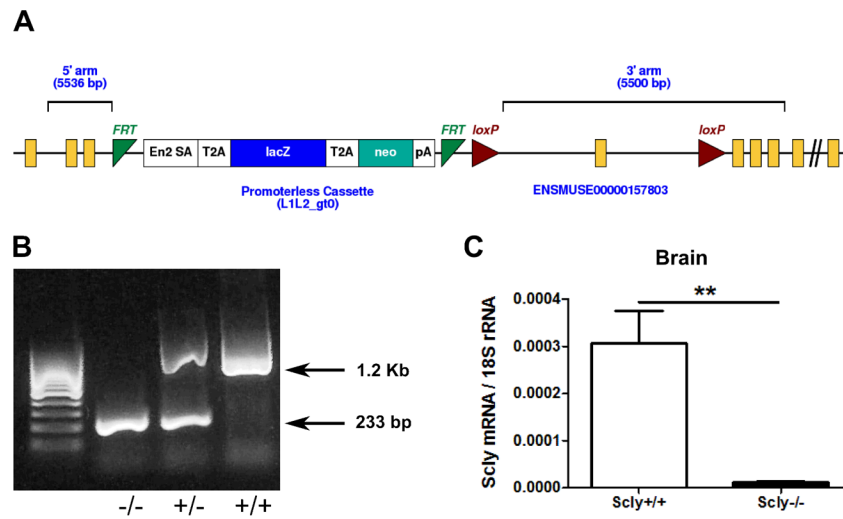 A
5' arm
(5536 bp)
3' arm
(5500 bp)
FRT
FRT
loxP
loxP
En2 SA
T2A
lacZ
T2A
neo
pA
Promoterless Cassette
(L1L2_gt0)
ENSMUSE00000157803
B
1.2 Kb
233 bp
-/-
+/-
+/+
C
Brain
**
Scly mRNA / 18S rRNA
0.0004
0.0003
0.0002
0.0001
0.0000
Scly+/+
Scly-/-